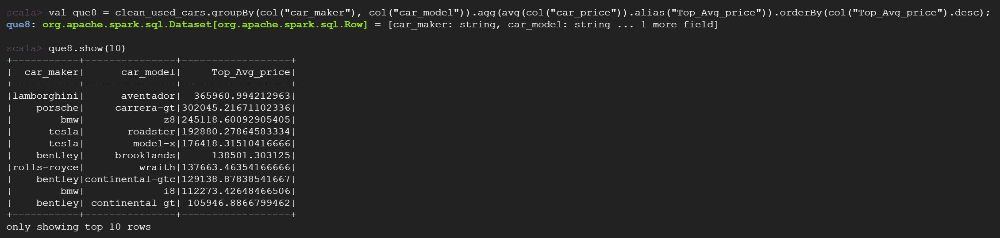 scala> val que8 = clean_used_cars.groupBy(col("car_maker"), col("car_model")).agg(avg(col("car_price")).alias("Top_Avg_price")).orderBy(col("Top_Avg_price").desc);
que8: org.apache.spark.sql.Dataset[org.apache.spark.sql.Row] = [car_maker: string, car_model: string ... 1 more field]

scala> que8.show(10)
+-----------+---------------+------------------+
|  car_maker|      car_model|     Top_Avg_price|
+-----------+---------------+------------------+
|lamborghini|      aventador|  365960.994212963|
|    porsche|     carrera-gt|302045.21671102336|
|        bmw|             z8|245118.60092905405|
|      tesla|       roadster|192880.27864583334|
|      tesla|        model-x|176418.31510416666|
|    bentley|     brooklands|     138501.303125|
|rolls-royce|         wraith|137663.46354166666|
|    bentley|continental-gtc|129138.87838541667|
|        bmw|             i8|112273.42648466506|
|    bentley| continental-gt| 105946.8866799462|
+-----------+---------------+------------------+
only showing top 10 rows